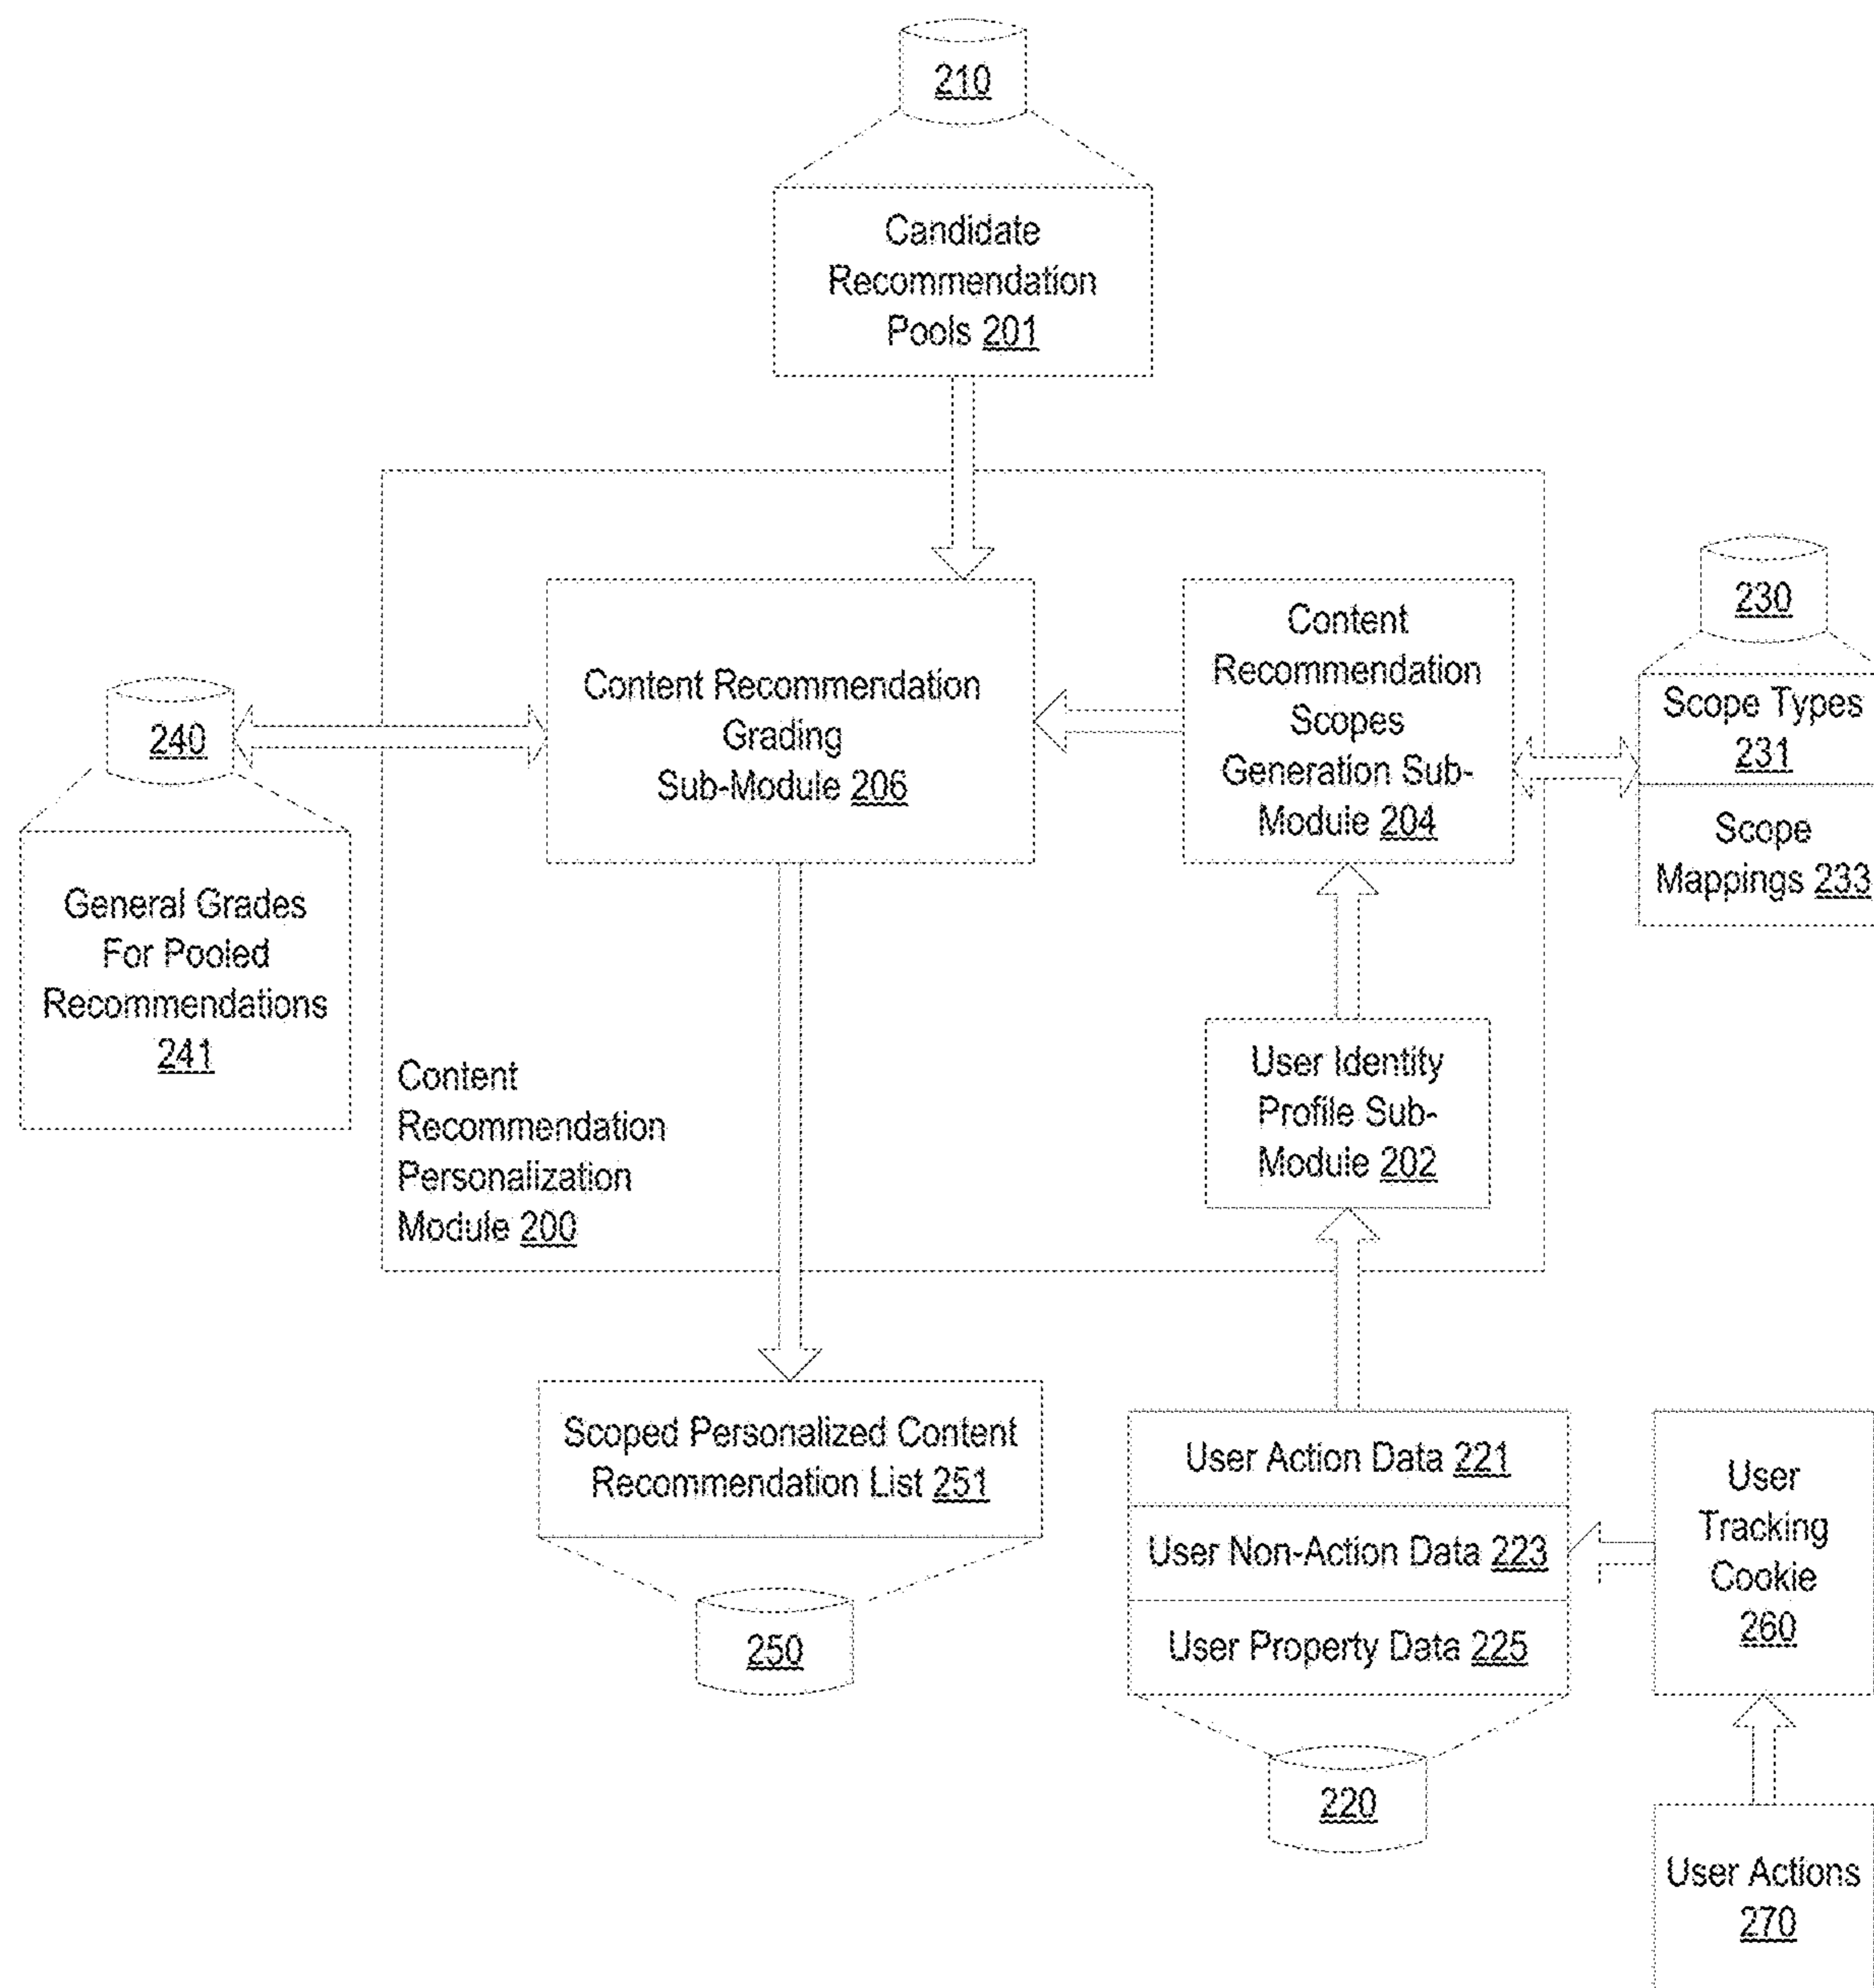 210
Candidate
Recommendation
Pools 201
230
Content
Recommendation
Scopes
Generation Sub-
Module 204
Scope Types
231
Scope
Mappings 233
Content Recommendation
Grading
Sub-Module 206
240
General Grades
For Pooled
Recommendations
241
Content
Recommendation
Personalization
Module 200
User Identity
Profile Sub-
Module 202
Scoped Personalized Content
Recommendation List 251
250
User Action Data 221
User Non-Action Data 223
User Property Data 225
220
User
Tracking
Cookie
260
User Actions
270